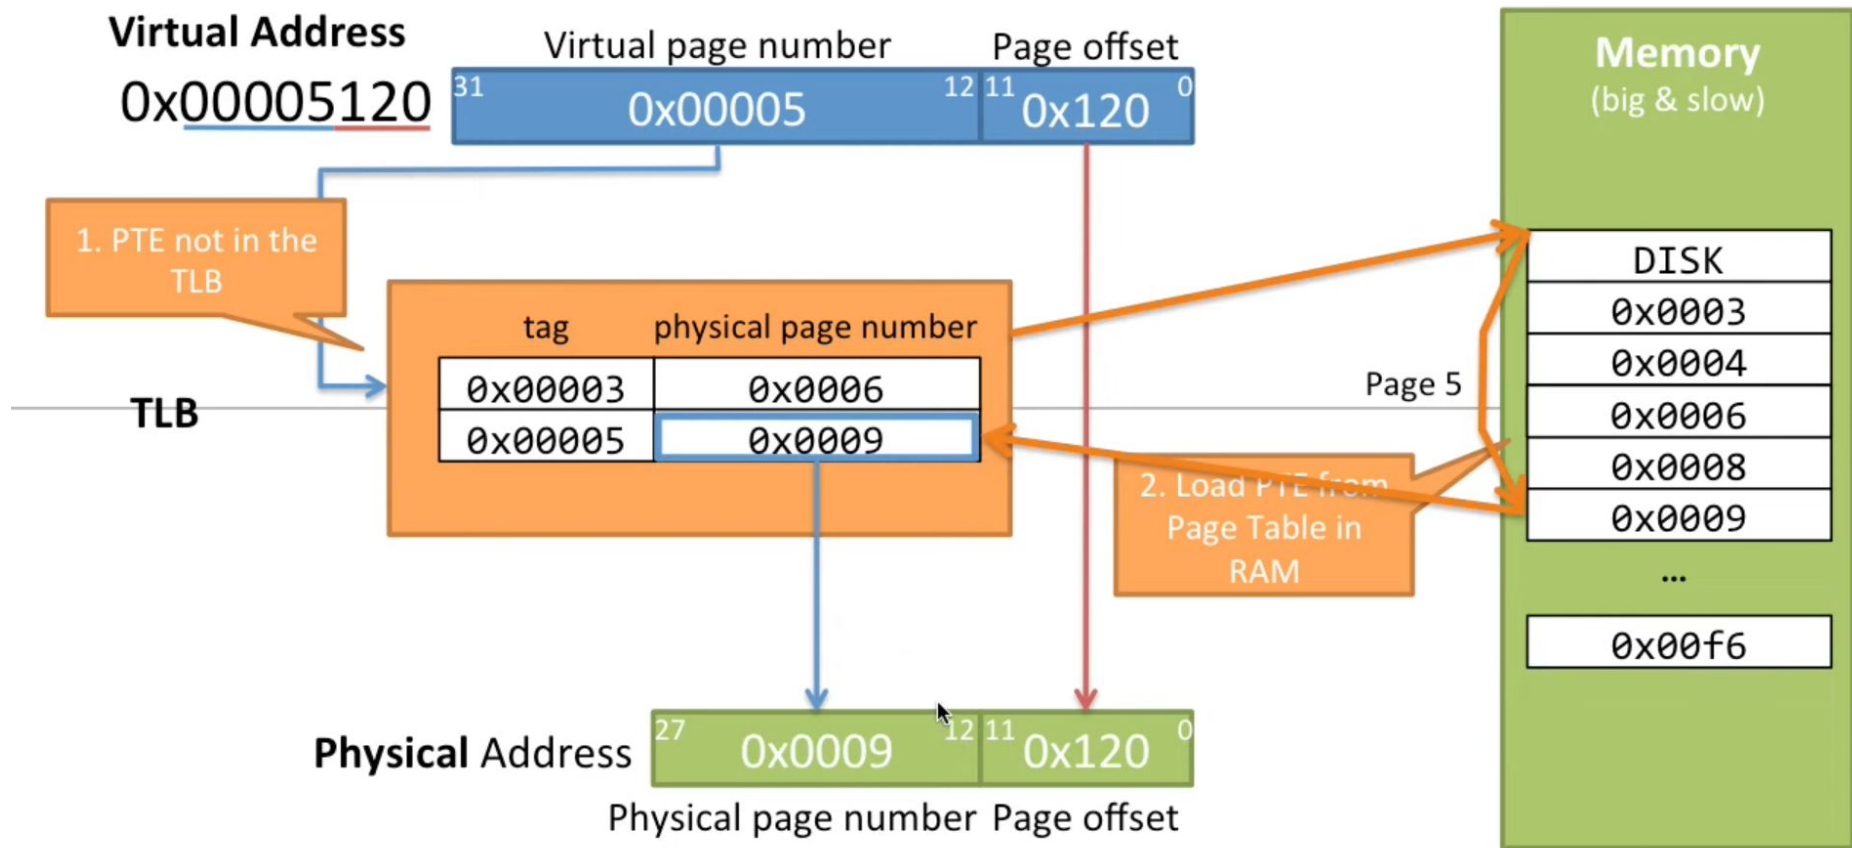 Virtual Address
0x00005120
Virtual page number
Page offset
31
0x00005
12
11
0x120
0
1. PTE not in the
TLB
TLB
tag
physical page number
0x00003
0x0006
0x00005
0x0009
Memory
(big & slow)
DISK
0x0003
0x0004
0x0006
0x0008
0x0009
...
0x00f6
Page 5
2. Load PTE from
Page Table in
RAM
Physical Address
27
0x0009
12
11
0x120
0
Physical page number
Page offset